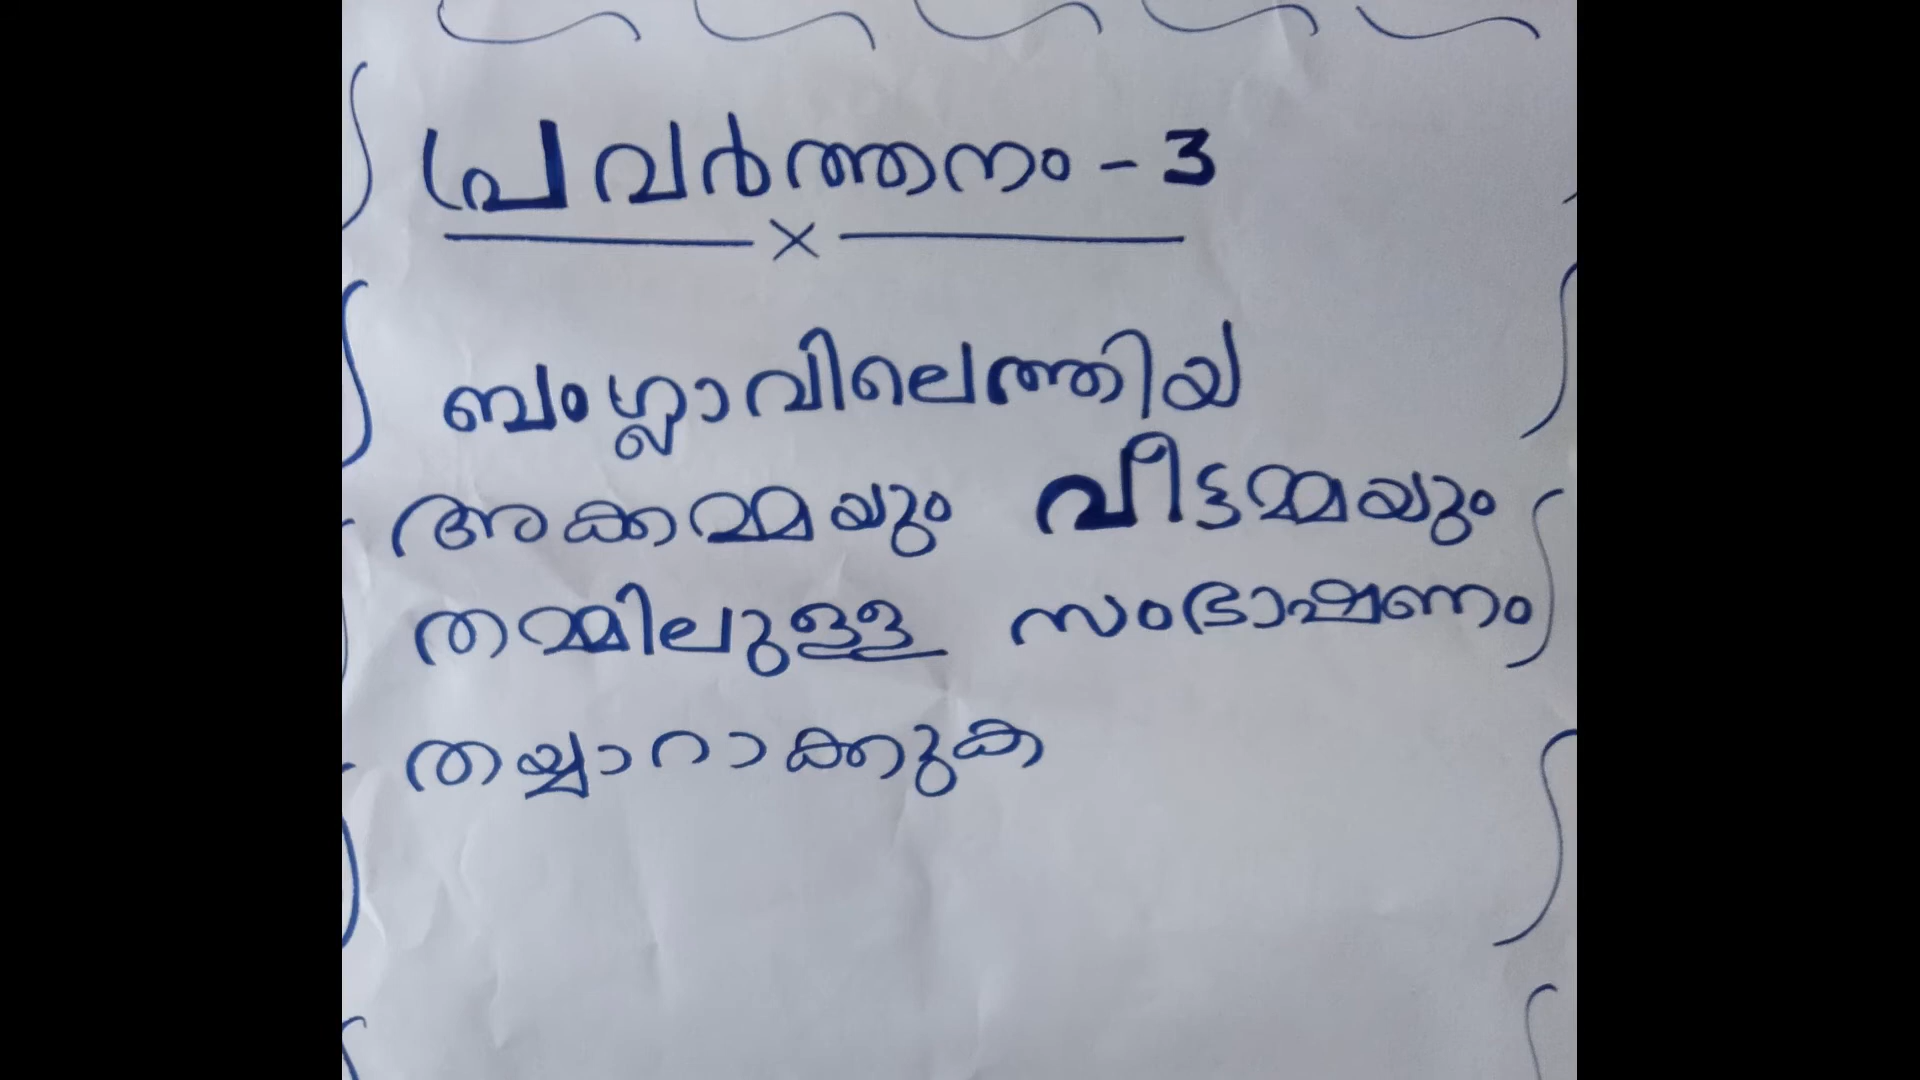 പ്രവർത്തനം - 3
ബംഗ്ലാവിലെത്തിയ
അക്കമ്മയും വീട്ടമ്മയും
തമ്മിലുള്ള സംഭാഷണം
തയ്യാറാക്കുക